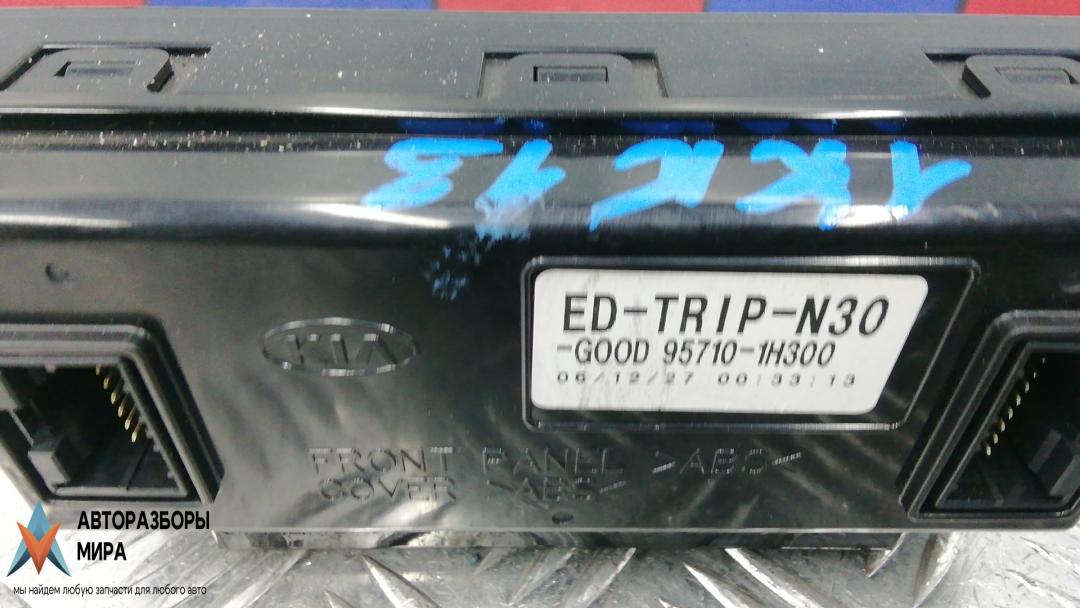 ED-TRIP-N30
-GOOD 95710-1H300
06/12/27 00:33:13
KIA
FRONT PANEL >ABS<
COVER >ABS<
АВТОРАЗБОРЫ
МИРА
мы найдем любую запчасти для любого авто